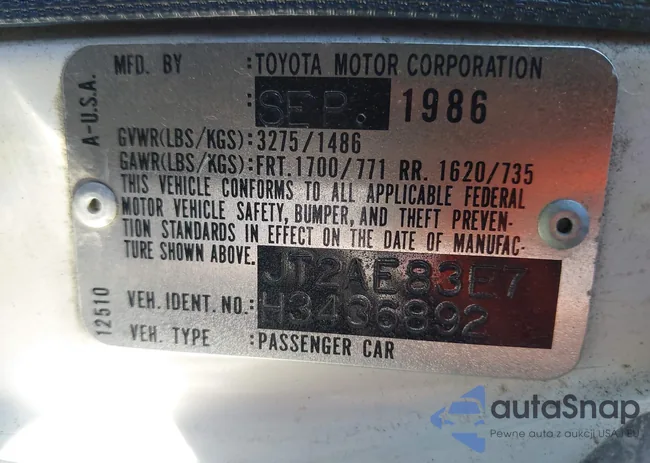 MFD. BY :TOYOTA MOTOR CORPORATION
:SEP. 1986
GVWR(LBS/KGS):3275/1486
GAWR(LBS/KGS):FRT.1700/771 RR. 1620/735
THIS VEHICLE CONFORMS TO ALL APPLICABLE FEDERAL
MOTOR VEHICLE SAFETY, BUMPER, AND THEFT PREVEN-
TION STANDARDS IN EFFECT ON THE DATE OF MANUFAC-
TURE SHOWN ABOVE.
JT2AE83E7
VEH. IDENT. NO.: H3436892
VEH. TYPE :PASSENGER CAR
A-U.S.A.
12510
autoSnap
Pewne auta z aukcji USA i EU